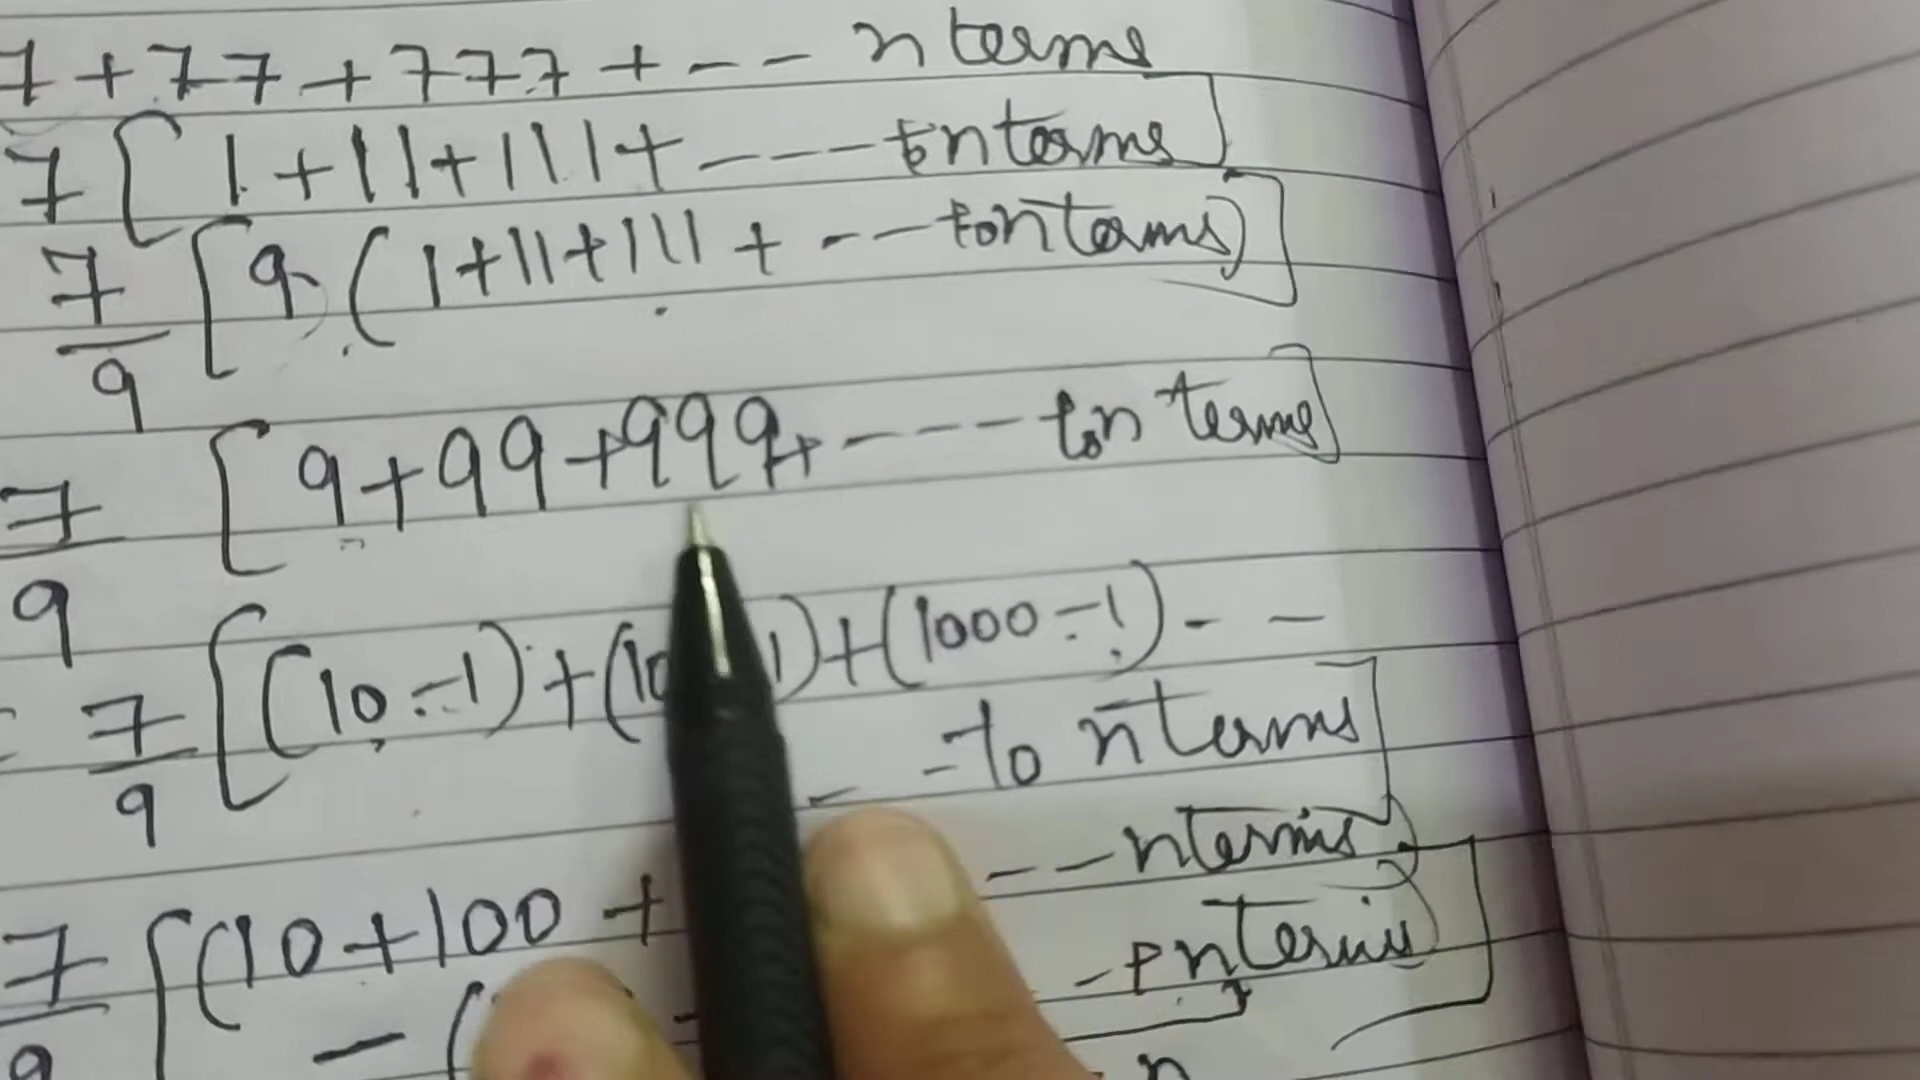 7 + 77 + 777 + - - n terms
7 [ 1 + 11 + 111 + - - - - to n terms ]
7/9 [ 9 ( 1 + 11 + 111 + - - - to n terms ) ]
7/9 [ 9 + 99 + 999 + - - - - to n terms ]
= 7/9 [ (10 - 1) + (10 1) + (1000 - 1) - -
- - to n terms ]
7/9 [ (10 + 100 + - - n terms )
- ( - n terms ) ]
n